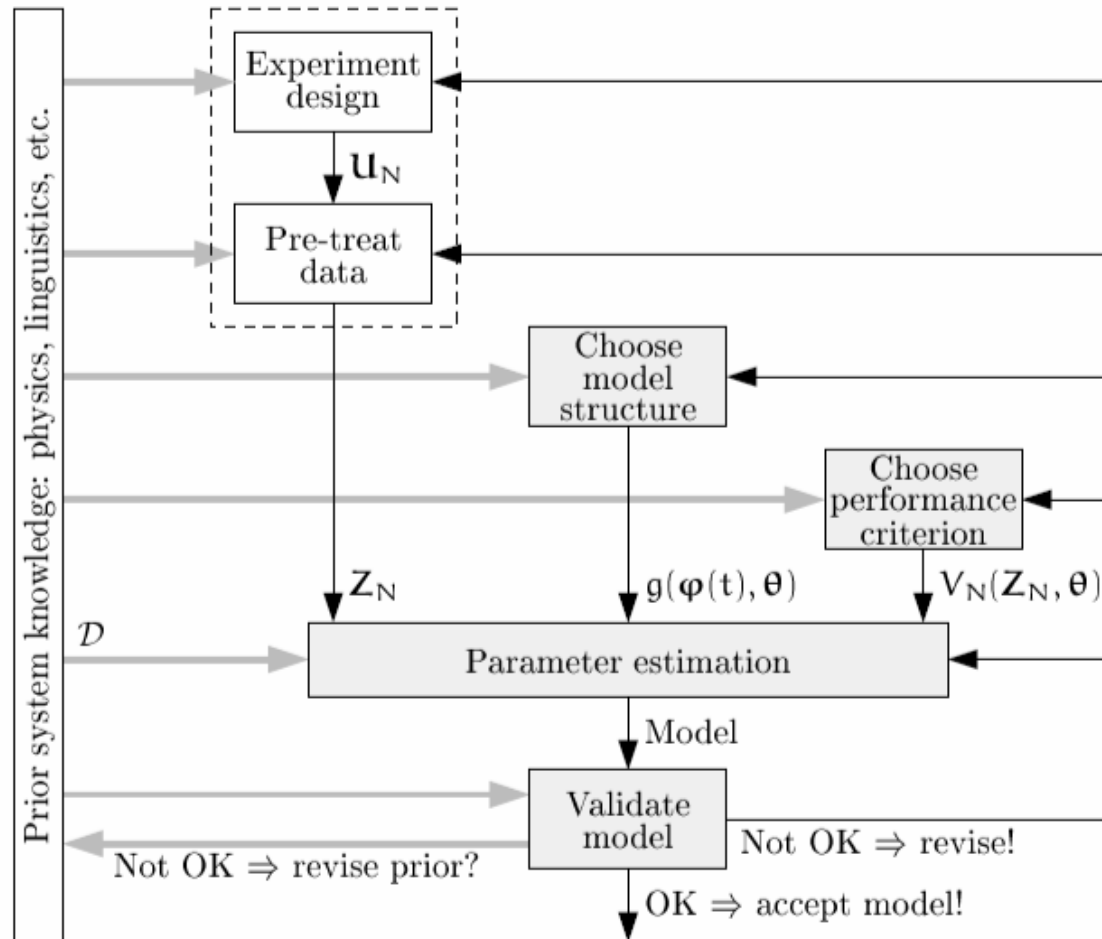 Prior system knowledge: physics, linguistics, etc.
Experiment
design
u_N
Pre-treat
data
Choose
model
structure
Choose
performance
criterion
Z_N
g(φ(t), θ)
V_N(Z_N, θ)
𝒟
Parameter estimation
Model
Validate
model
Not OK ⇒ revise!
Not OK ⇒ revise prior?
OK ⇒ accept model!